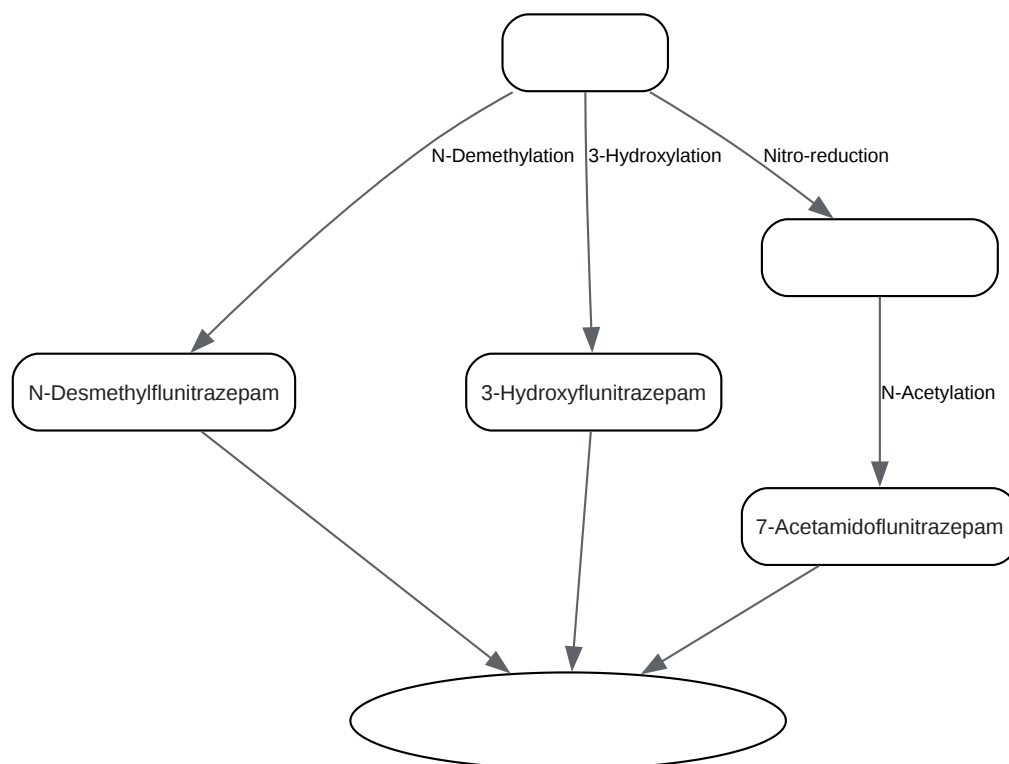 N-Demethylation
3-Hydroxylation
Nitro-reduction
N-Desmethylflunitrazepam
3-Hydroxyflunitrazepam
N-Acetylation
7-Acetamidoflunitrazepam